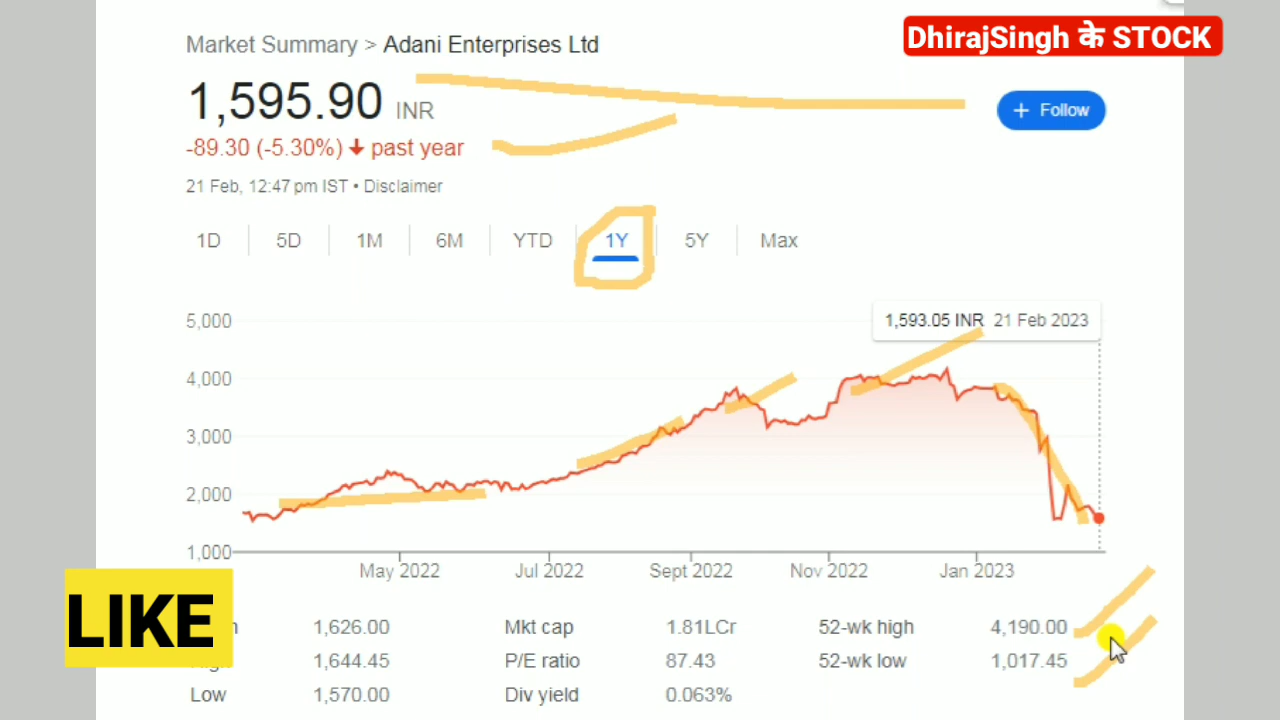 DhirajSingh के STOCK
Market Summary > Adani Enterprises Ltd
1,595.90 INR
+ Follow
-89.30 (-5.30%) ↓ past year
21 Feb, 12:47 pm IST • Disclaimer
1D 5D 1M 6M YTD 1Y 5Y Max
1,593.05 INR 21 Feb 2023
5,000
4,000
3,000
2,000
1,000
May 2022 Jul 2022 Sept 2022 Nov 2022 Jan 2023
LIKE
1,626.00 Mkt cap 1.81LCr 52-wk high 4,190.00
1,644.45 P/E ratio 87.43 52-wk low 1,017.45
Low 1,570.00 Div yield 0.063%